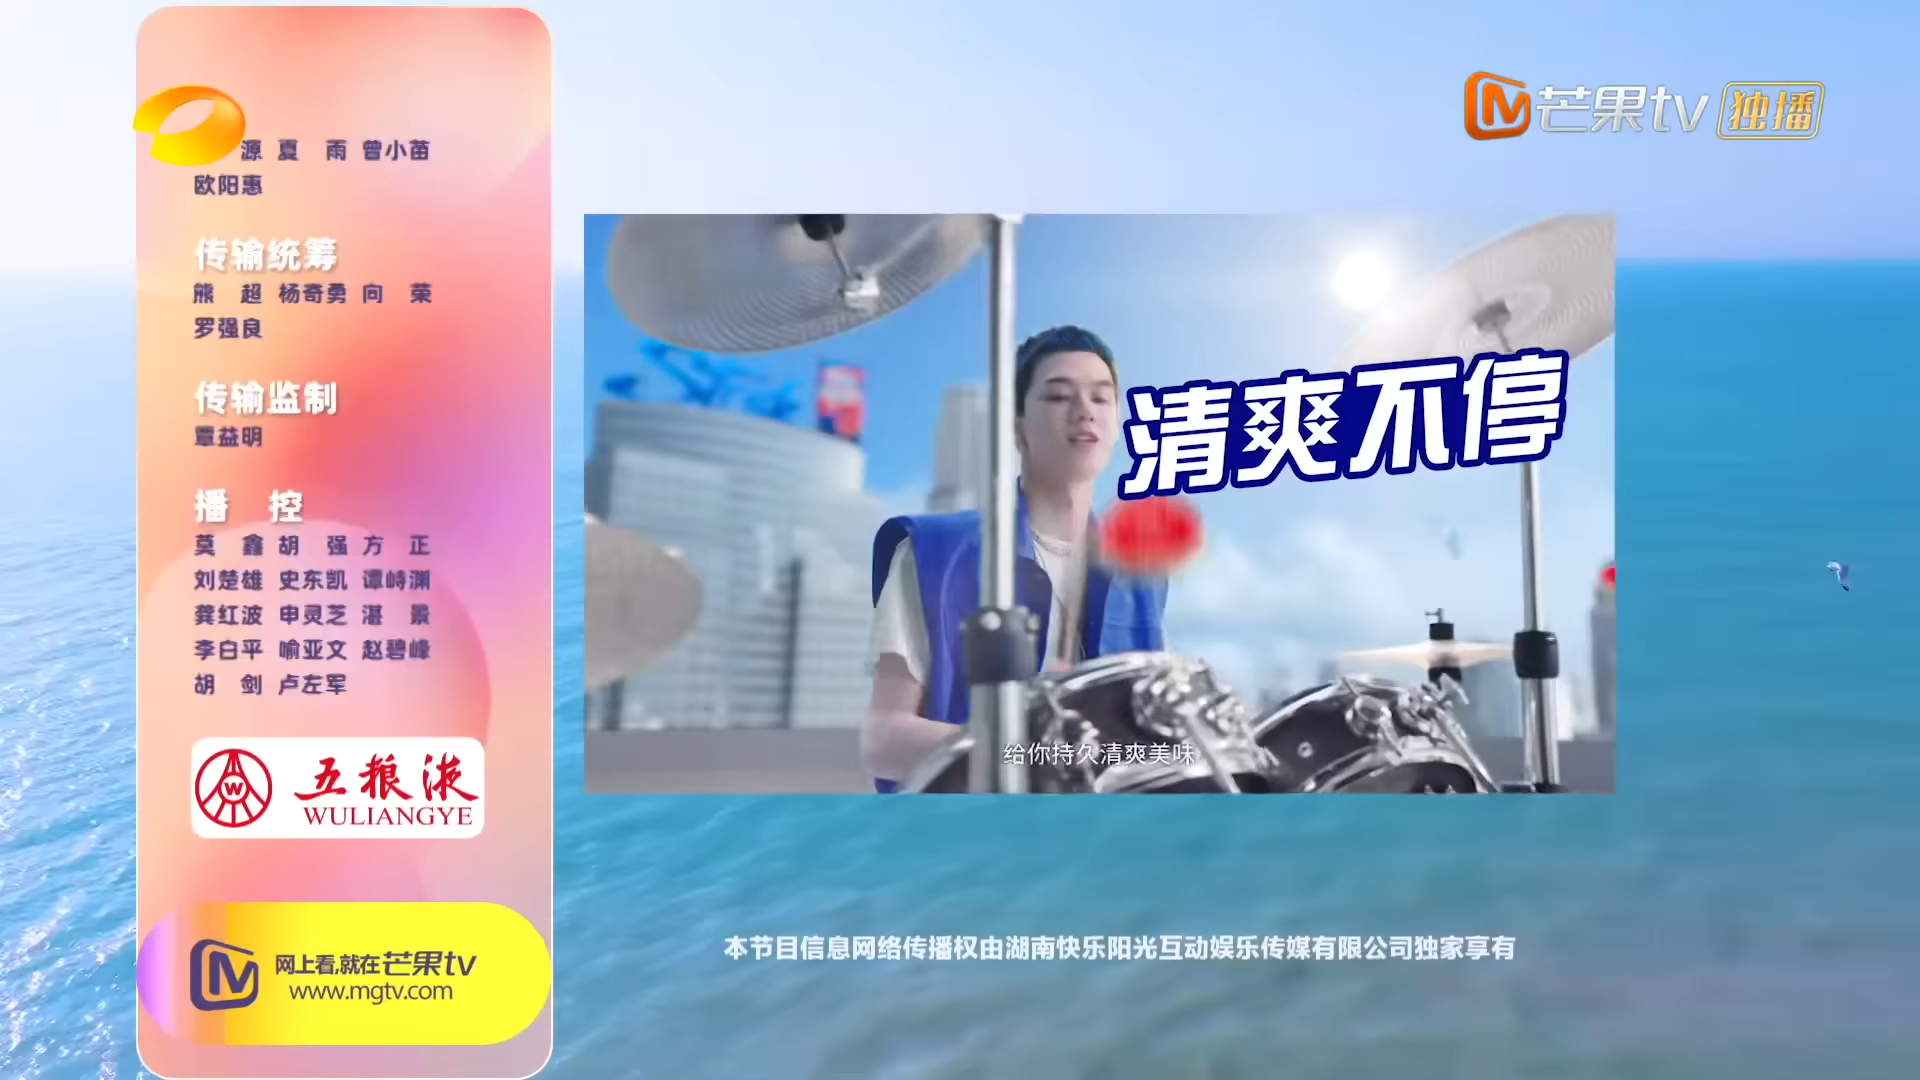 芒果tv 独播
源 夏 雨 曾小苗
欧阳惠
传输统筹
熊 超 杨奇勇 向 荣
罗强良
传输监制
覃益明
播 控
莫 鑫 胡 强 方 正
刘楚雄 史东凯 谭峙渊
龚红波 申灵芝 湛 景
李白平 喻亚文 赵碧峰
胡 剑 卢左军
五粮液
WULIANGYE
网上看,就在芒果tv
www.mgtv.com
清爽不停
给你持久清爽美味
本节目信息网络传播权由湖南快乐阳光互动娱乐传媒有限公司独家享有